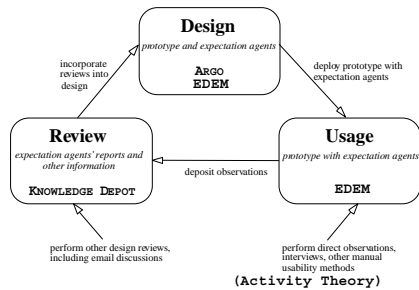 Design
prototype and expectation agents
ARGO
EDEM
incorporate
reviews into
design
deploy prototype with
expectation agents
Review
expectation agents' reports and
other information
KNOWLEDGE DEPOT
Usage
prototype with expectation agents
EDEM
deposit observations
perform other design reviews,
including email discussions
perform direct observations,
interviews, other manual
usability methods
(Activity Theory)